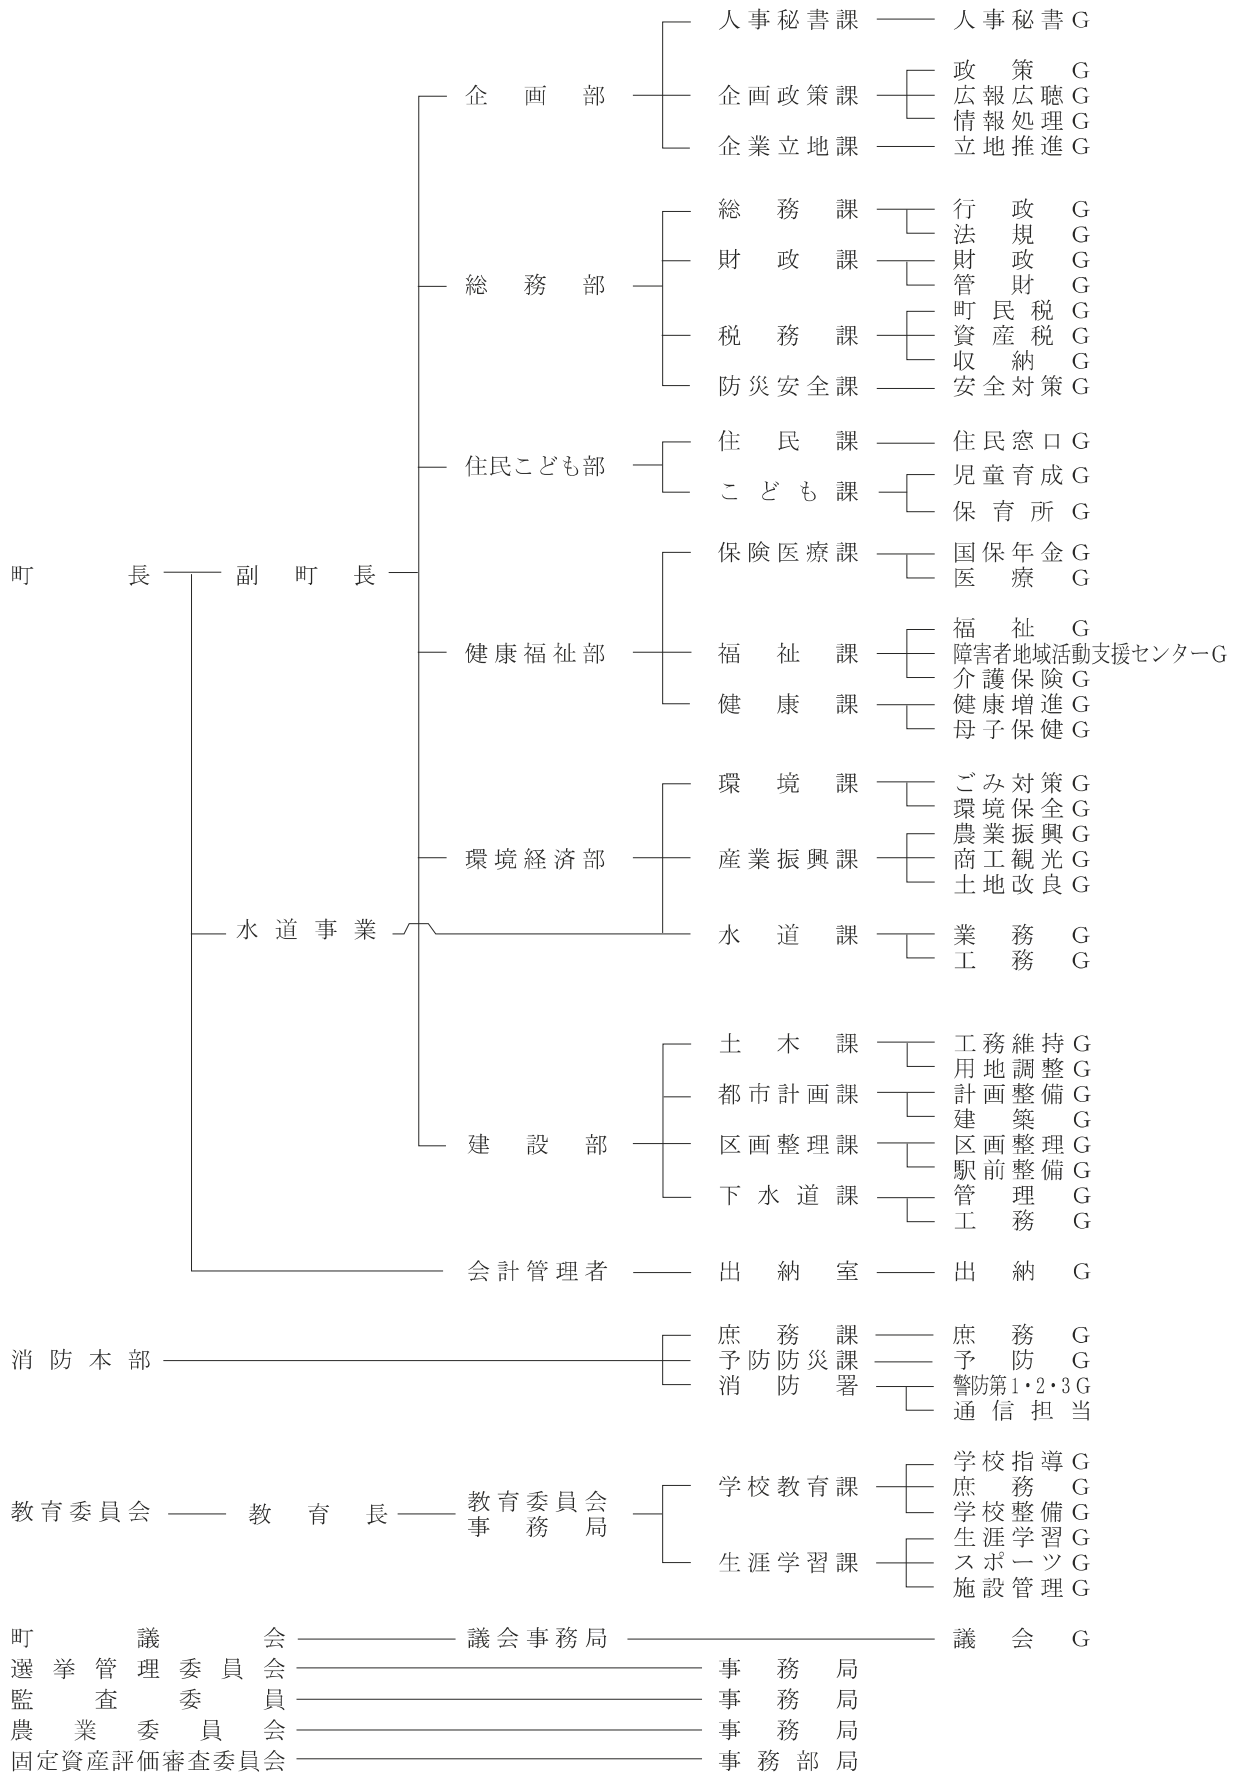 人事秘書課 人事秘書G
政策G
企画部 企画政策課 広報広聴G
情報処理G
企業立地課 立地推進G
総務課 行政G
法規G
財政課 財政G
総務部 管財G
町民税G
税務課 資産税G
収納G
防災安全課 安全対策G
住民課 住民窓口G
住民こども部 児童育成G
こども課
保育所G
保険医療課 国保年金G
町長 副町長 医療G
福祉G
健康福祉部 福祉課 障害者地域活動支援センターG
介護保険G
健康課 健康増進G
母子保健G
環境課 ごみ対策G
環境保全G
農業振興G
環境経済部 産業振興課 商工観光G
土地改良G
水道事業 水道課 業務G
工務G
土木課 工務維持G
用地調整G
都市計画課 計画整備G
建築G
建設部 区画整理課 区画整理G
駅前整備G
下水道課 管理G
工務G
会計管理者 出納室 出納G
庶務課 庶務G
消防本部 予防防災課 予防G
消防署 警防第1・2・3G
通信担当
学校指導G
学校教育課 庶務G
教育委員会 教育長 教育委員会 学校整備G
事務局 生涯学習G
生涯学習課 スポーツG
施設管理G
町議会 議会事務局 議会G
選挙管理委員会 事務局
監査委員 事務局
農業委員会 事務局
固定資産評価審査委員会 事務部局